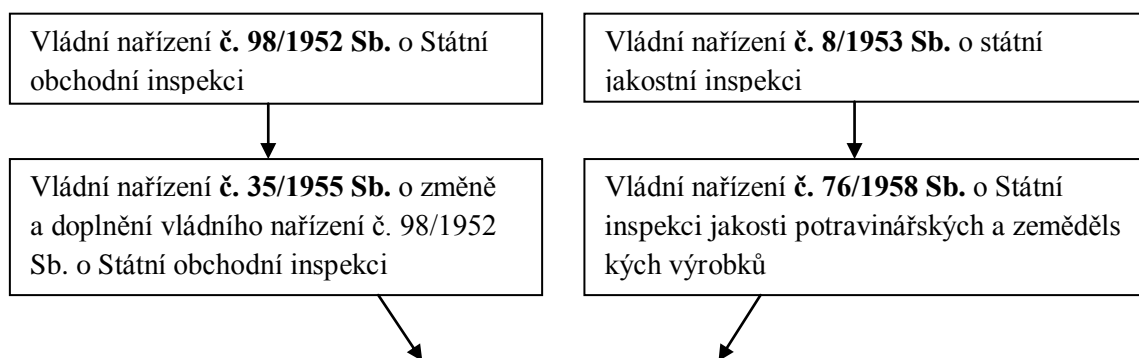 Vládní nařízení č. 98/1952 Sb. o Státní
obchodní inspekci
Vládní nařízení č. 8/1953 Sb. o státní
jakostní inspekci
Vládní nařízení č. 35/1955 Sb. o změně
a doplnění vládního nařízení č. 98/1952
Sb. o Státní obchodní inspekci
Vládní nařízení č. 76/1958 Sb. o Státní
inspekci jakosti potravinářských a zeměděls
kých výrobků